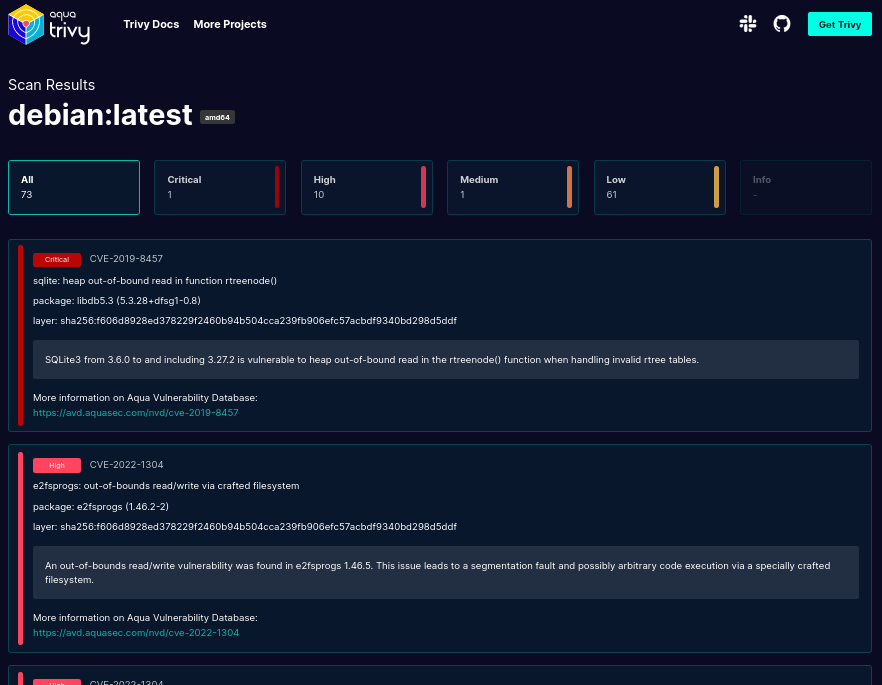 aqua
trivy
Trivy Docs
More Projects
Get Trivy
Scan Results
debian:latest amd64
All
73
Critical
1
High
10
Medium
1
Low
61
Info
-
Critical CVE-2019-8457
sqlite: heap out-of-bound read in function rtreenode()
package: libdb5.3 (5.3.28+dfsg1-0.8)
layer: sha256:f606d8928ed378229f2460b94b504cca239fb906efc57acbdf9340bd298d5ddf
SQLite3 from 3.6.0 to and including 3.27.2 is vulnerable to heap out-of-bound read in the rtreenode() function when handling invalid rtree tables.
More information on Aqua Vulnerability Database:
https://avd.aquasec.com/nvd/cve-2019-8457
High CVE-2022-1304
e2fsprogs: out-of-bounds read/write via crafted filesystem
package: e2fsprogs (1.46.2-2)
layer: sha256:f606d8928ed378229f2460b94b504cca239fb906efc57acbdf9340bd298d5ddf
An out-of-bounds read/write vulnerability was found in e2fsprogs 1.46.5. This issue leads to a segmentation fault and possibly arbitrary code execution via a specially crafted
filesystem.
More information on Aqua Vulnerability Database:
https://avd.aquasec.com/nvd/cve-2022-1304
High CVE-2022-1304